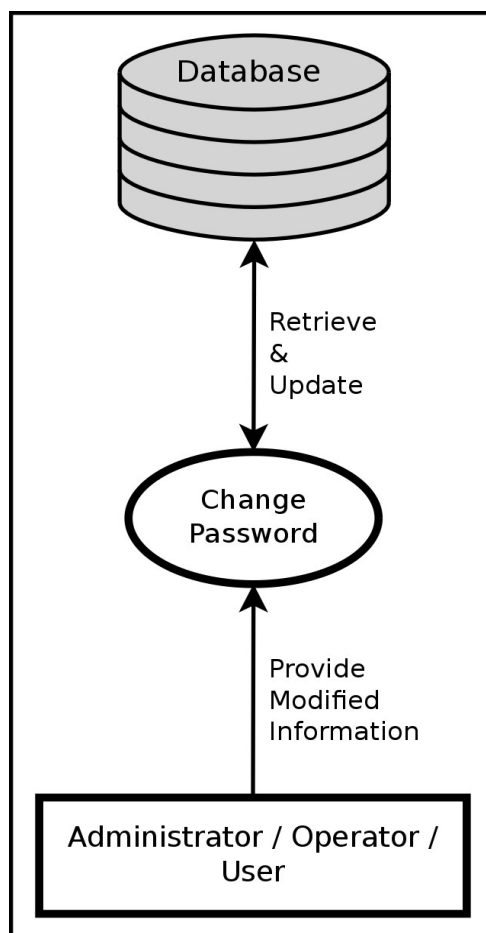 Database
Retrieve
&
Update
Change
Password
Provide
Modified
Information
Administrator / Operator /
User